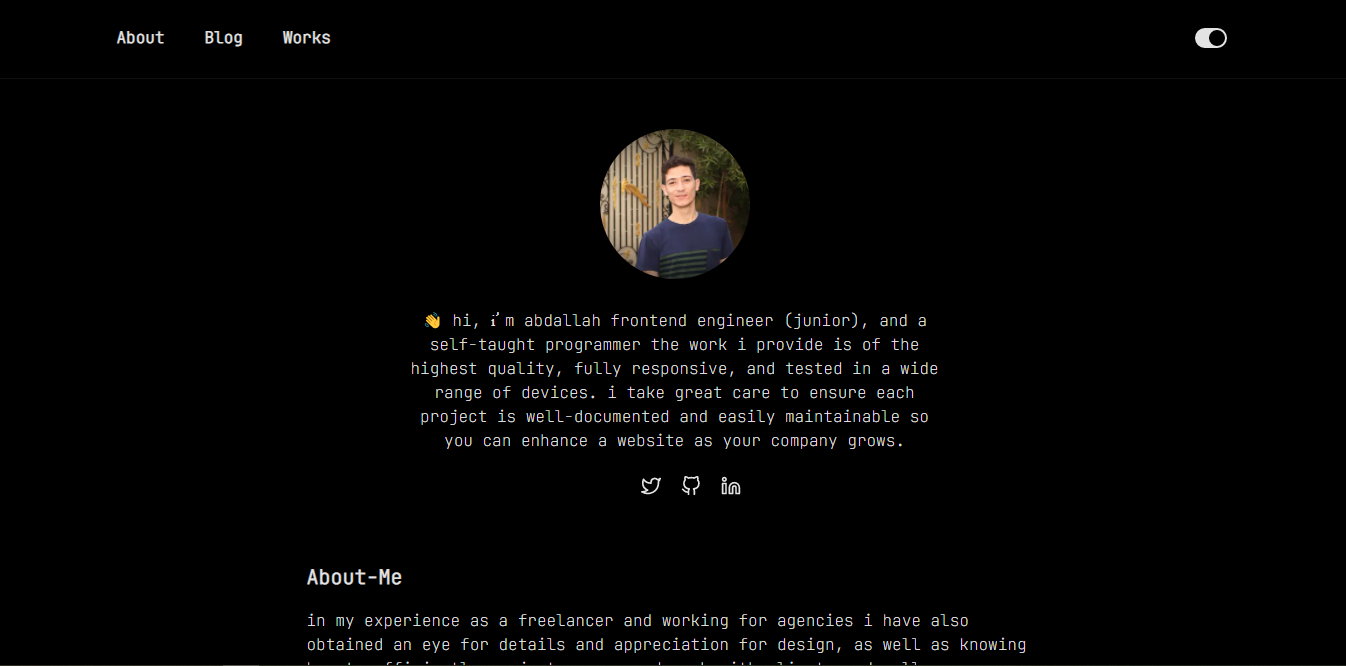 About Blog Works
👋 hi, i'm abdallah frontend engineer (junior), and a
self-taught programmer the work i provide is of the
highest quality, fully responsive, and tested in a wide
range of devices. i take great care to ensure each
project is well-documented and easily maintainable so
you can enhance a website as your company grows.
in
About-Me
in my experience as a freelancer and working for agencies i have also
obtained an eye for details and appreciation for design, as well as knowing